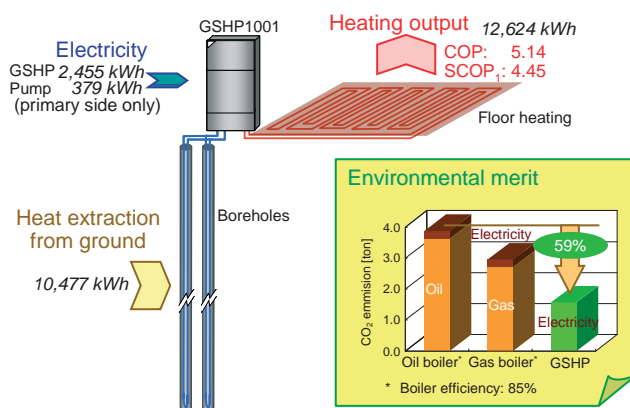 GSHP1001
Electricity
GSHP 2,455 kWh
Pump 379 kWh
(primary side only)
Heating output
12,624 kWh
COP: 5.14
SCOP1: 4.45
Floor heating
Boreholes
Heat extraction
from ground
10,477 kWh
Environmental merit
CO2 emmision [ton]
4.0
3.0
2.0
1.0
0.0
Electricity
59%
Oil
Gas
Electricity
Oil boiler* Gas boiler* GSHP
* Boiler efficiency: 85%